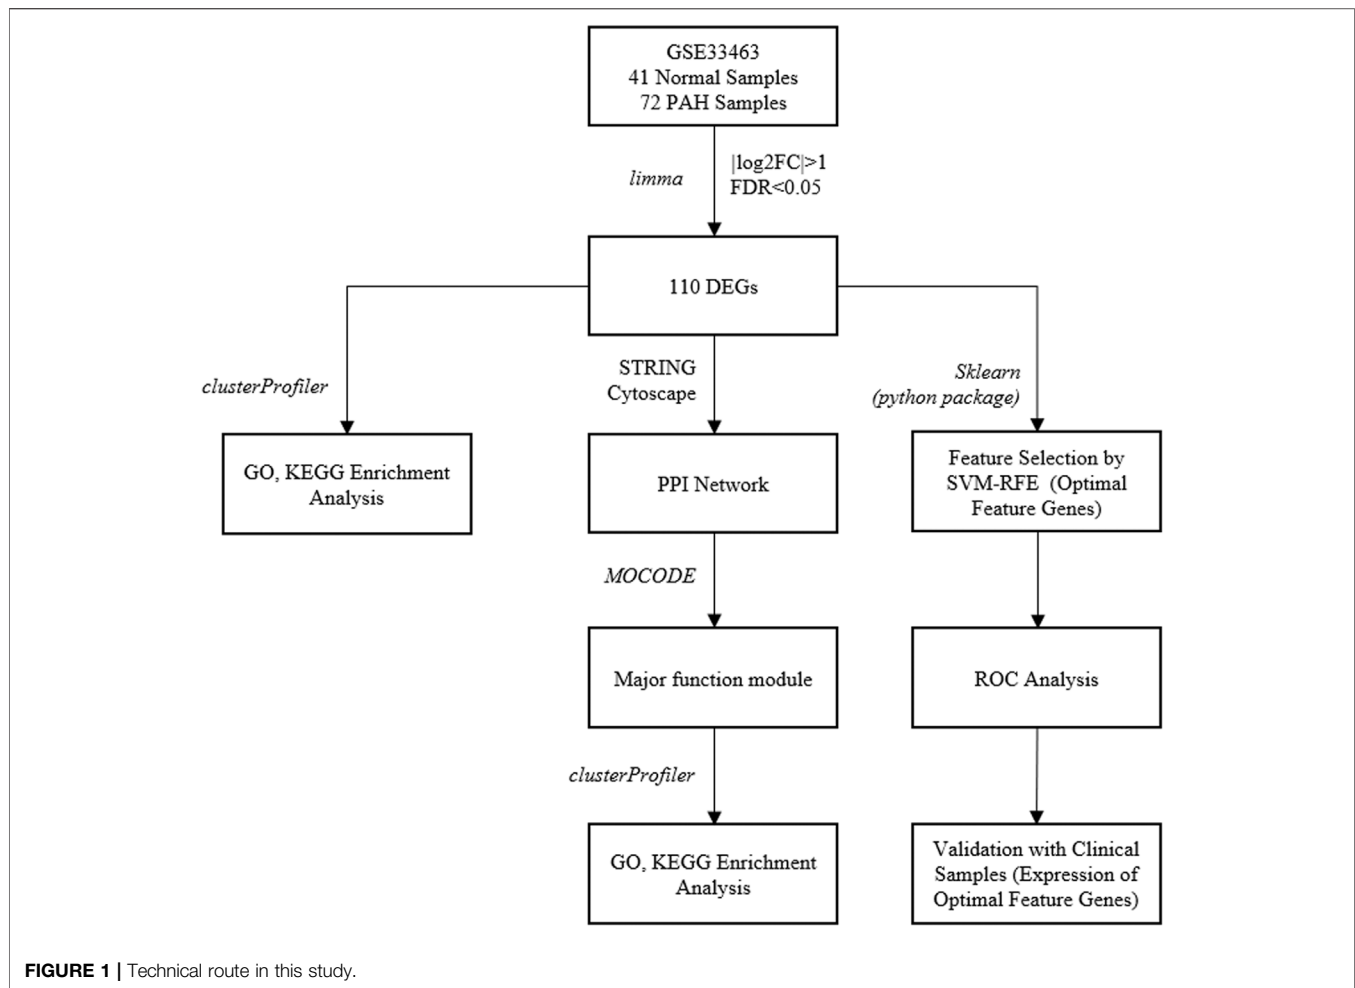 GSE33463
41 Normal Samples
72 PAH Samples
limma
|log2FC|>1
FDR<0.05
110 DEGs
clusterProfiler
STRING
Cytoscape
Sklearn
(python package)
GO, KEGG Enrichment
Analysis
PPI Network
Feature Selection by
SVM-RFE (Optimal
Feature Genes)
MOCODE
Major function module
ROC Analysis
clusterProfiler
GO, KEGG Enrichment
Analysis
Validation with Clinical
Samples (Expression of
Optimal Feature Genes)
FIGURE 1 | Technical route in this study.